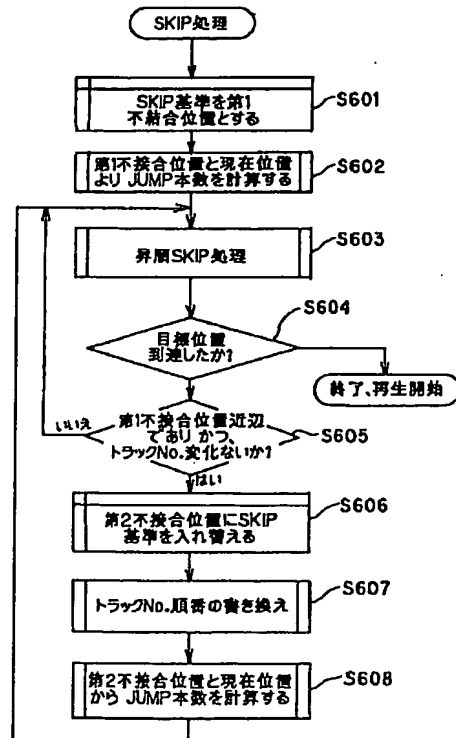 SKIP処理
SKIP基準を第1
不結合位置とする
S601
第1不接合位置と現在位置
より JUMP本数を計算する
S602
昇順SKIP処理
S603
目標位置
到達したか?
S604
終了、再生開始
第1不接合位置近辺
であり かつ、
トラックNo.変化ないか?
S605
いいえ
はい
第2不接合位置にSKIP
基準を入れ替える
S606
トラックNo.順番の書き換え
S607
第2不接合位置と現在位置
から JUMP本数を計算する
S608